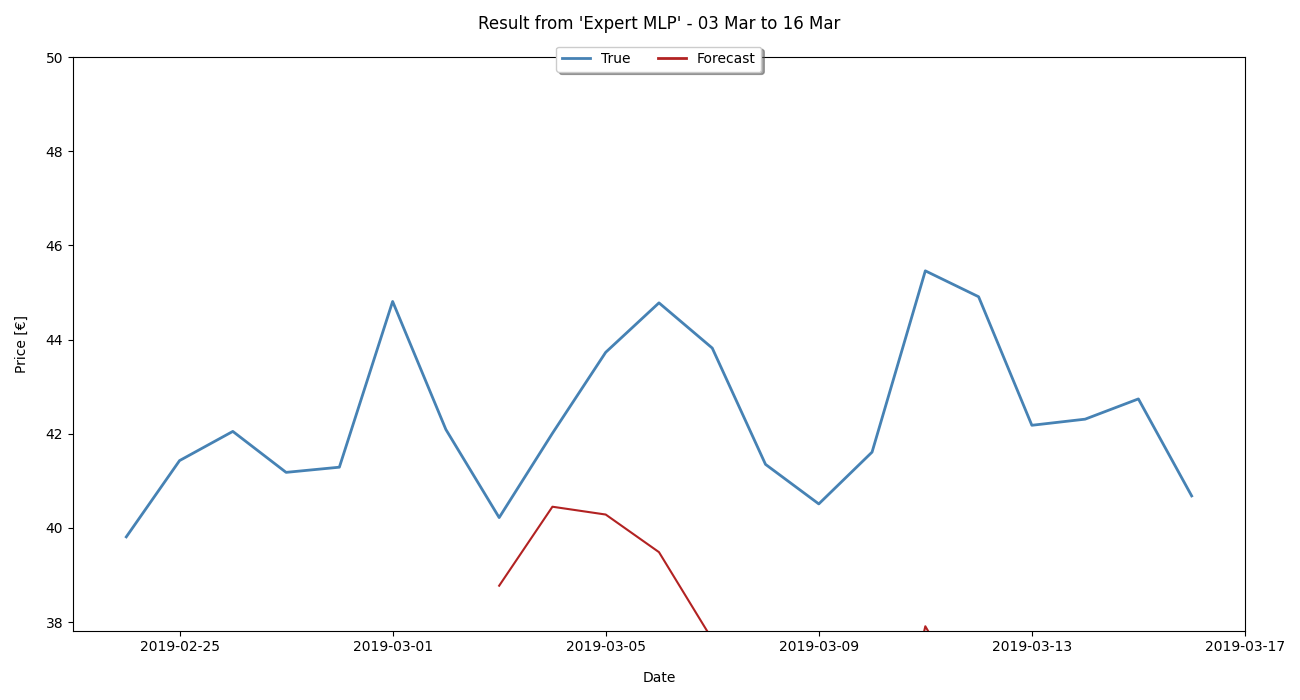 Result from 'Expert MLP' - 03 Mar to 16 Mar
True
Forecast
50
48
46
44
42
40
38
Price [€]
2019-02-25
2019-03-01
2019-03-05
2019-03-09
2019-03-13
2019-03-17
Date